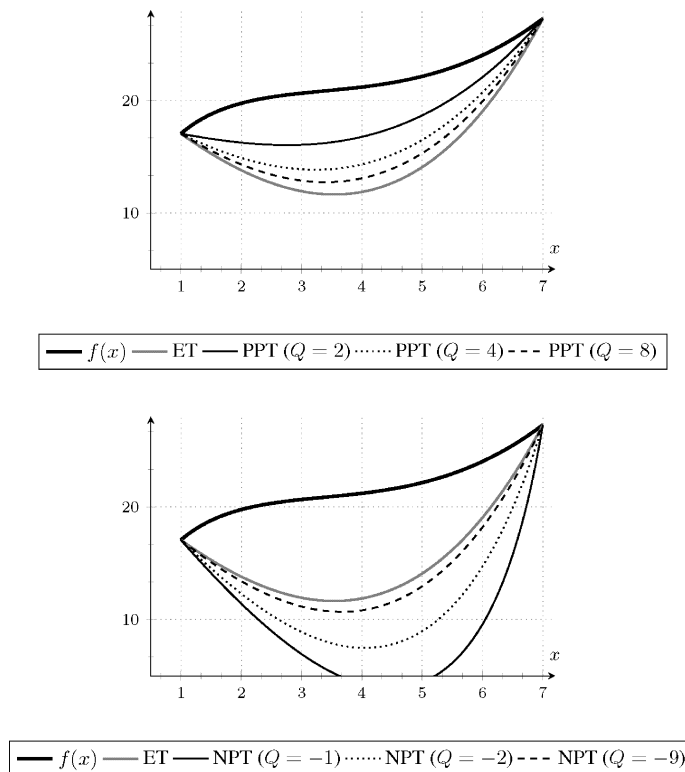 20
10
x
1 2 3 4 5 6 7
f(x) ET PPT (Q = 2) PPT (Q = 4) PPT (Q = 8)
20
10
x
1 2 3 4 5 6 7
f(x) ET NPT (Q = −1) NPT (Q = −2) NPT (Q = −9)